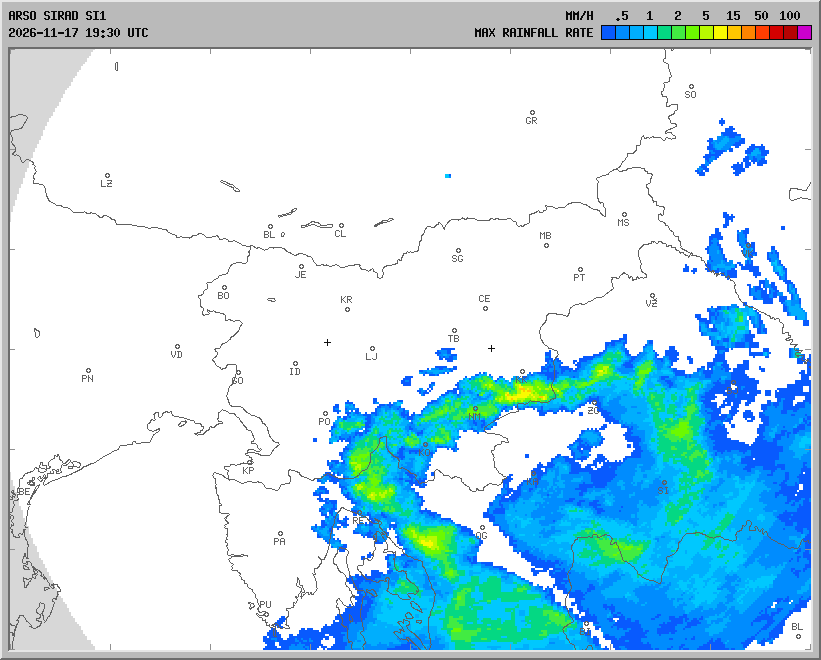 ARSO SIRAD SI1
MM/H .5 1 2 5 15 50 100
2026-11-17 19:30 UTC
MAX RAINFALL RATE
SO
GR
LZ
MS
BL
CL
MB
SG
JE
PT
BO
KR
CE
VZ
TB
VD
LJ
ID
PN
GO
PO
ZG
KP
SI
BE
RE
OG
PA
PU
BL